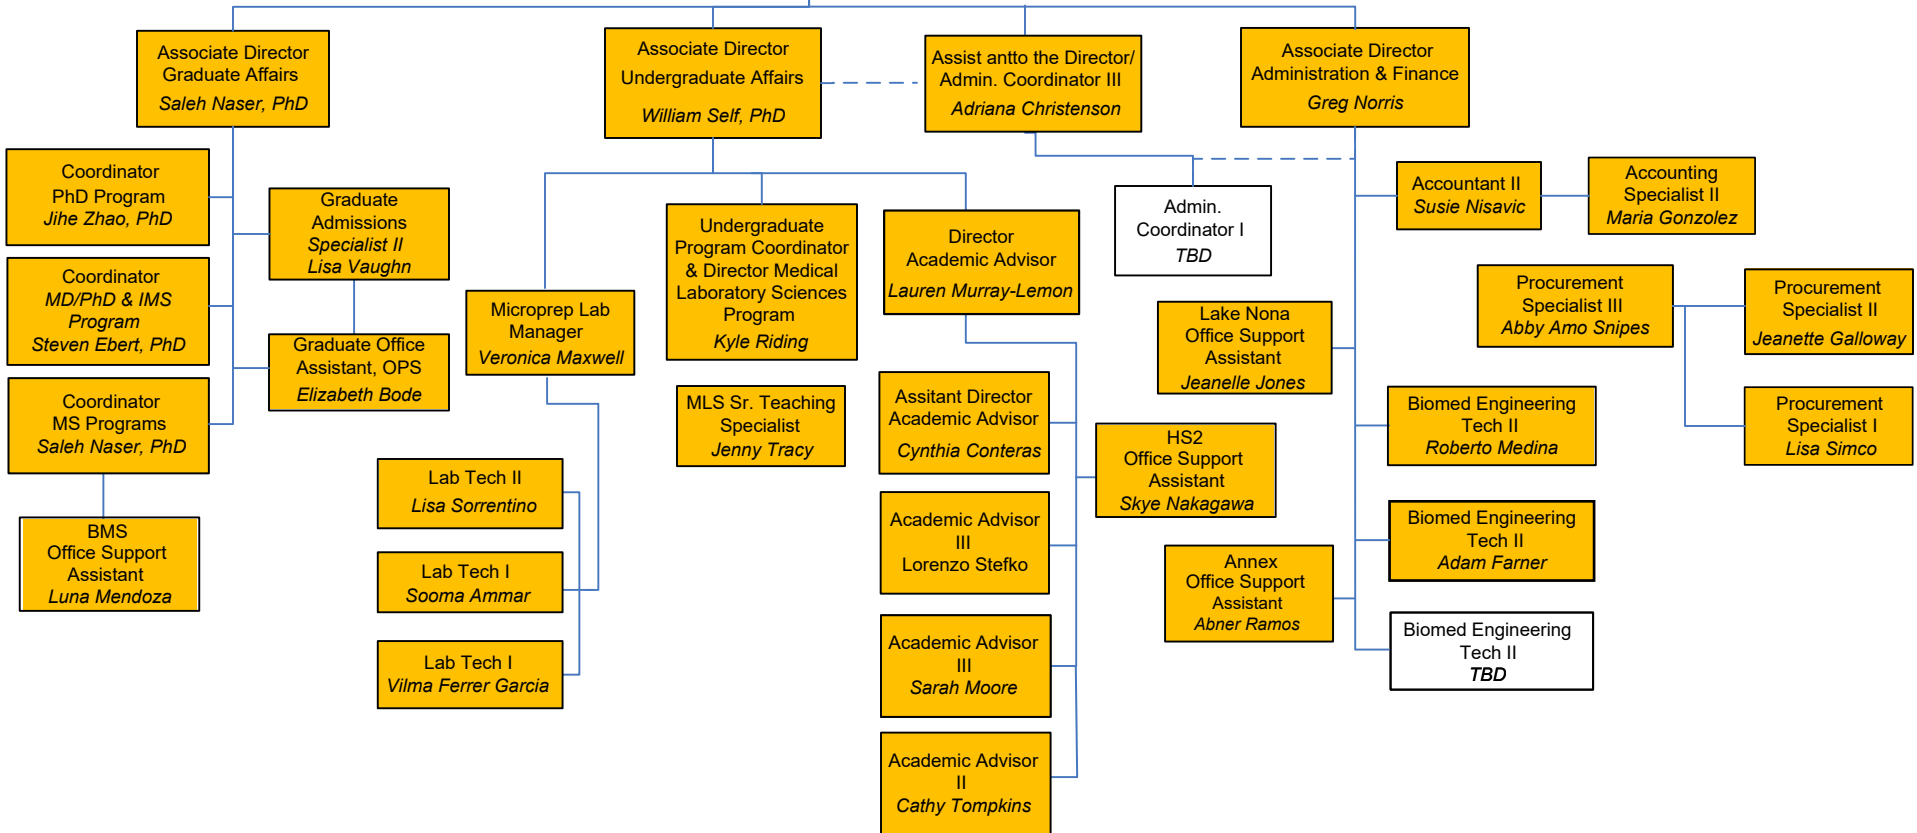 Associate Director
Graduate Affairs
Saleh Naser, PhD
Associate Director
Undergraduate Affairs
William Self, PhD
Assist antto the Director/
Admin. Coordinator III
Adriana Christenson
Associate Director
Administration & Finance
Greg Norris
Coordinator
PhD Program
Jihe Zhao, PhD
Graduate
Admissions
Specialist II
Lisa Vaughn
Coordinator
MD/PhD & IMS
Program
Steven Ebert, PhD
Graduate Office
Assistant, OPS
Elizabeth Bode
Coordinator
MS Programs
Saleh Naser, PhD
BMS
Office Support
Assistant
Luna Mendoza
Microprep Lab
Manager
Veronica Maxwell
Lab Tech II
Lisa Sorrentino
Lab Tech I
Sooma Ammar
Lab Tech I
Vilma Ferrer Garcia
Undergraduate
Program Coordinator
& Director Medical
Laboratory Sciences
Program
Kyle Riding
MLS Sr. Teaching
Specialist
Jenny Tracy
Director
Academic Advisor
Lauren Murray-Lemon
Assitant Director
Academic Advisor
Cynthia Conteras
HS2
Office Support
Assistant
Skye Nakagawa
Academic Advisor
III
Lorenzo Stefko
Academic Advisor
III
Sarah Moore
Academic Advisor
II
Cathy Tompkins
Admin.
Coordinator I
TBD
Accountant II
Susie Nisavic
Accounting
Specialist II
Maria Gonzolez
Procurement
Specialist III
Abby Amo Snipes
Procurement
Specialist II
Jeanette Galloway
Procurement
Specialist I
Lisa Simco
Lake Nona
Office Support
Assistant
Jeanelle Jones
Biomed Engineering
Tech II
Roberto Medina
Biomed Engineering
Tech II
Adam Farner
Annex
Office Support
Assistant
Abner Ramos
Biomed Engineering
Tech II
TBD